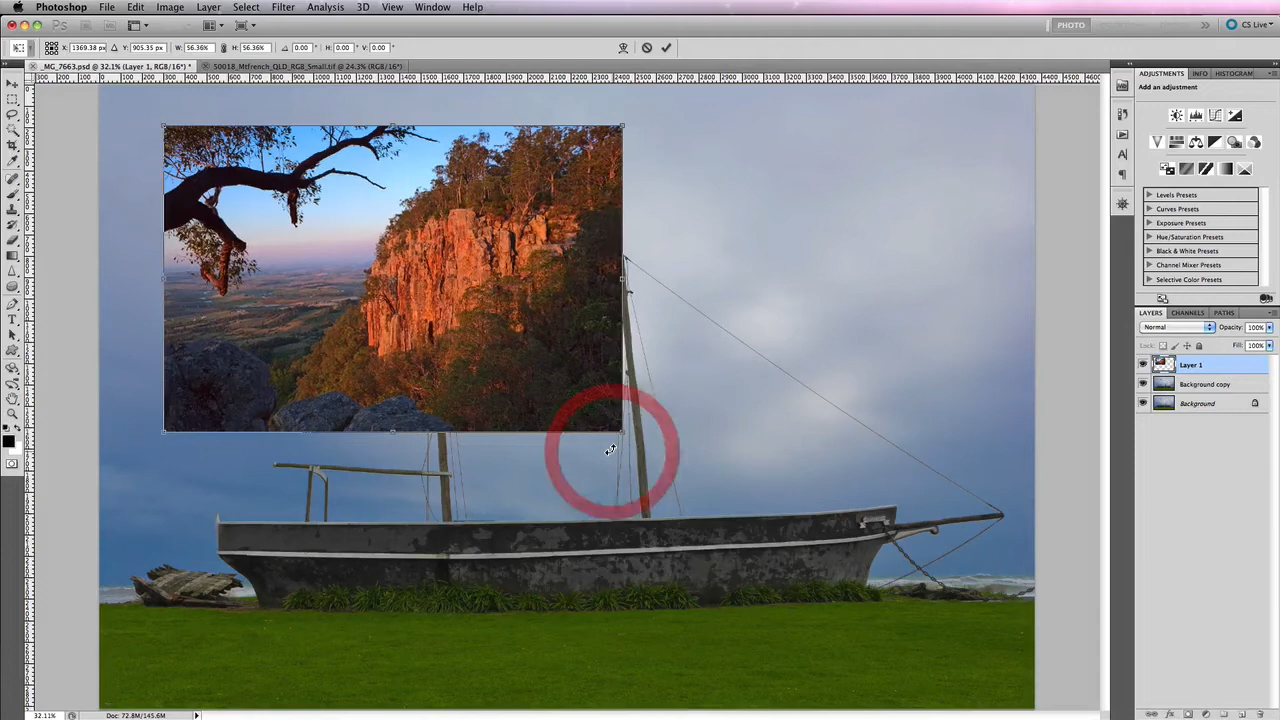 Photoshop File Edit Image Layer Select Filter Analysis 3D View Window Help
Ps PHOTO CS Live
X: 1369.38 px Y: 905.35 px W: 56.36% H: 56.36% 0.00 ° H: 0.00 ° V: 0.00 °
_MG_7663.psd @ 32.1% (Layer 1, RGB/16*) * 50018_Mtfrench_QLD_RGB_Small.tif @ 24.3% (RGB/16*)
ADJUSTMENTS INFO HISTOGRAM
Add an adjustment
Levels Presets
Curves Presets
Exposure Presets
Hue/Saturation Presets
Black & White Presets
Channel Mixer Presets
Selective Color Presets
LAYERS CHANNELS PATHS
Normal Opacity: 100%
Lock: Fill: 100%
Layer 1
Background copy
Background
32.11% Doc: 72.8M/145.6M